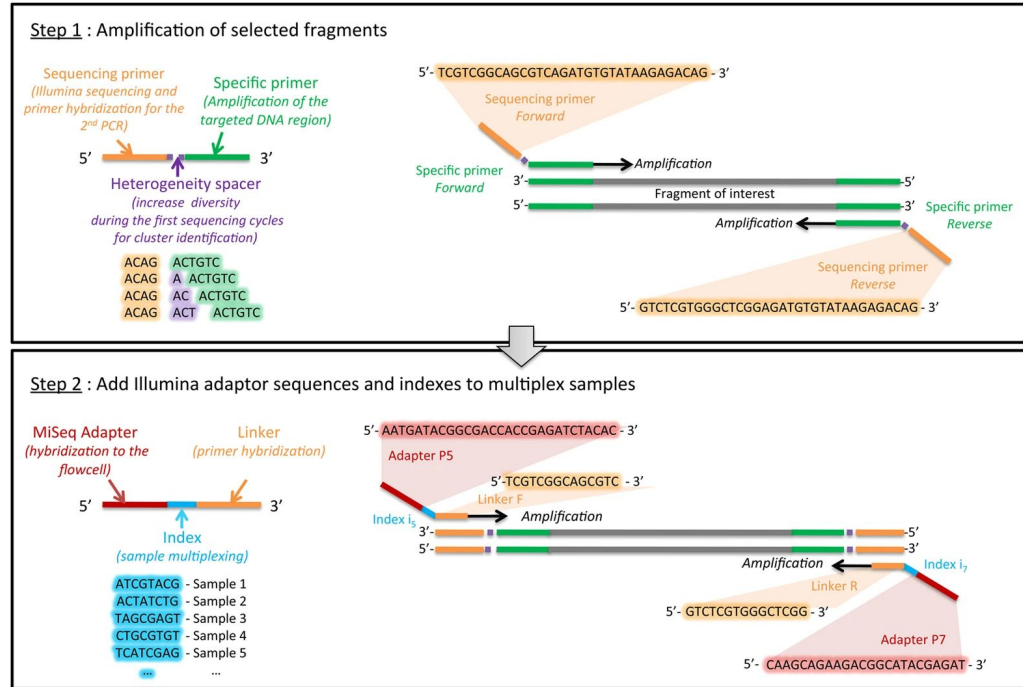 Step 1 : Amplification of selected fragments
Sequencing primer
(Illumina sequencing and
primer hybridization for the
2nd PCR)
Specific primer
(Amplification of the
targeted DNA region)
5’
3’
Heterogeneity spacer
(increase diversity
during the first sequencing cycles
for cluster identification)
ACAG ACTGTC
ACAG A ACTGTC
ACAG AC ACTGTC
ACAG ACT ACTGTC
5’- TCGTCGGCAGCGTCAGATGTGTATAAGAGACAG - 3’
Sequencing primer
Forward
Amplification
Specific primer
Forward
3’- -5’
Fragment of interest
5’- -3’
Amplification
Specific primer
Reverse
Sequencing primer
Reverse
5’- GTCTCGTGGGCTCGGAGATGTGTATAAGAGACAG - 3’
Step 2 : Add Illumina adaptor sequences and indexes to multiplex samples
MiSeq Adapter
(hybridization to the
flowcell)
Linker
(primer hybridization)
5’
3’
Index
(sample multiplexing)
ATCGTACG - Sample 1
ACTATCTG - Sample 2
TAGCGAGT - Sample 3
CTGCGTGT - Sample 4
TCATCGAG - Sample 5
... ...
5’- AATGATACGGCGACCACCGAGATCTACAC - 3’
Adapter P5
5’- TCGTCGGCAGCGTC - 3’
Linker F
Index i5
Amplification
3’- -5’
5’- -3’
Amplification
Index i7
Linker R
5’- GTCTCGTGGGCTCGG - 3’
Adapter P7
5’- CAAGCAGAAGACGGCATACGAGAT - 3’